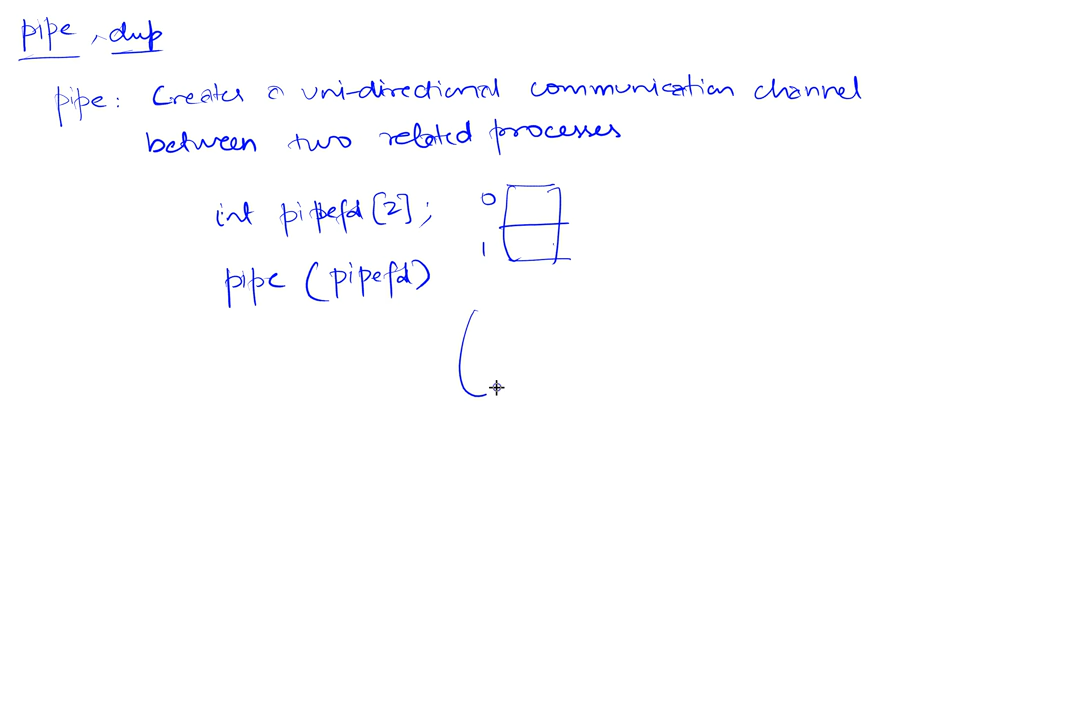 pipe, dup
pipe: Creates a uni-directional communication channel
between two related processes
int pipefd[2];
0
1
pipe (pipefd)
(